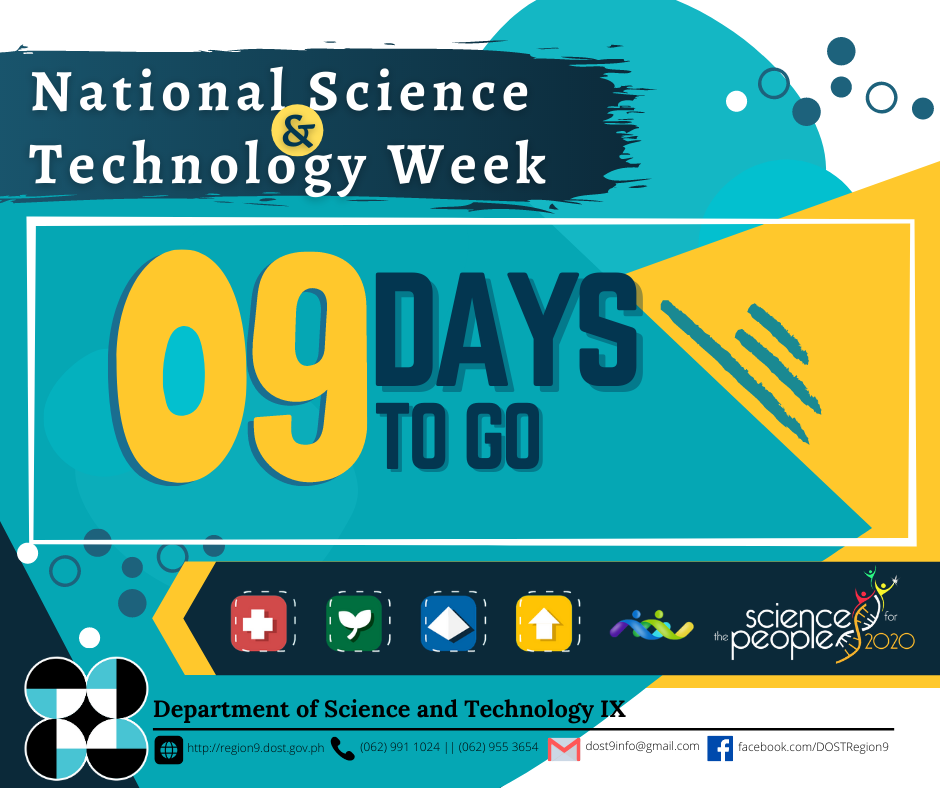 National Science
&
Technology Week
09 DAYS
TO GO
science for
the people 2020
Department of Science and Technology IX
http://region9.dost.gov.ph
(062) 991 1024 || (062) 955 3654
dost9info@gmail.com
facebook.com/DOSTRegion9